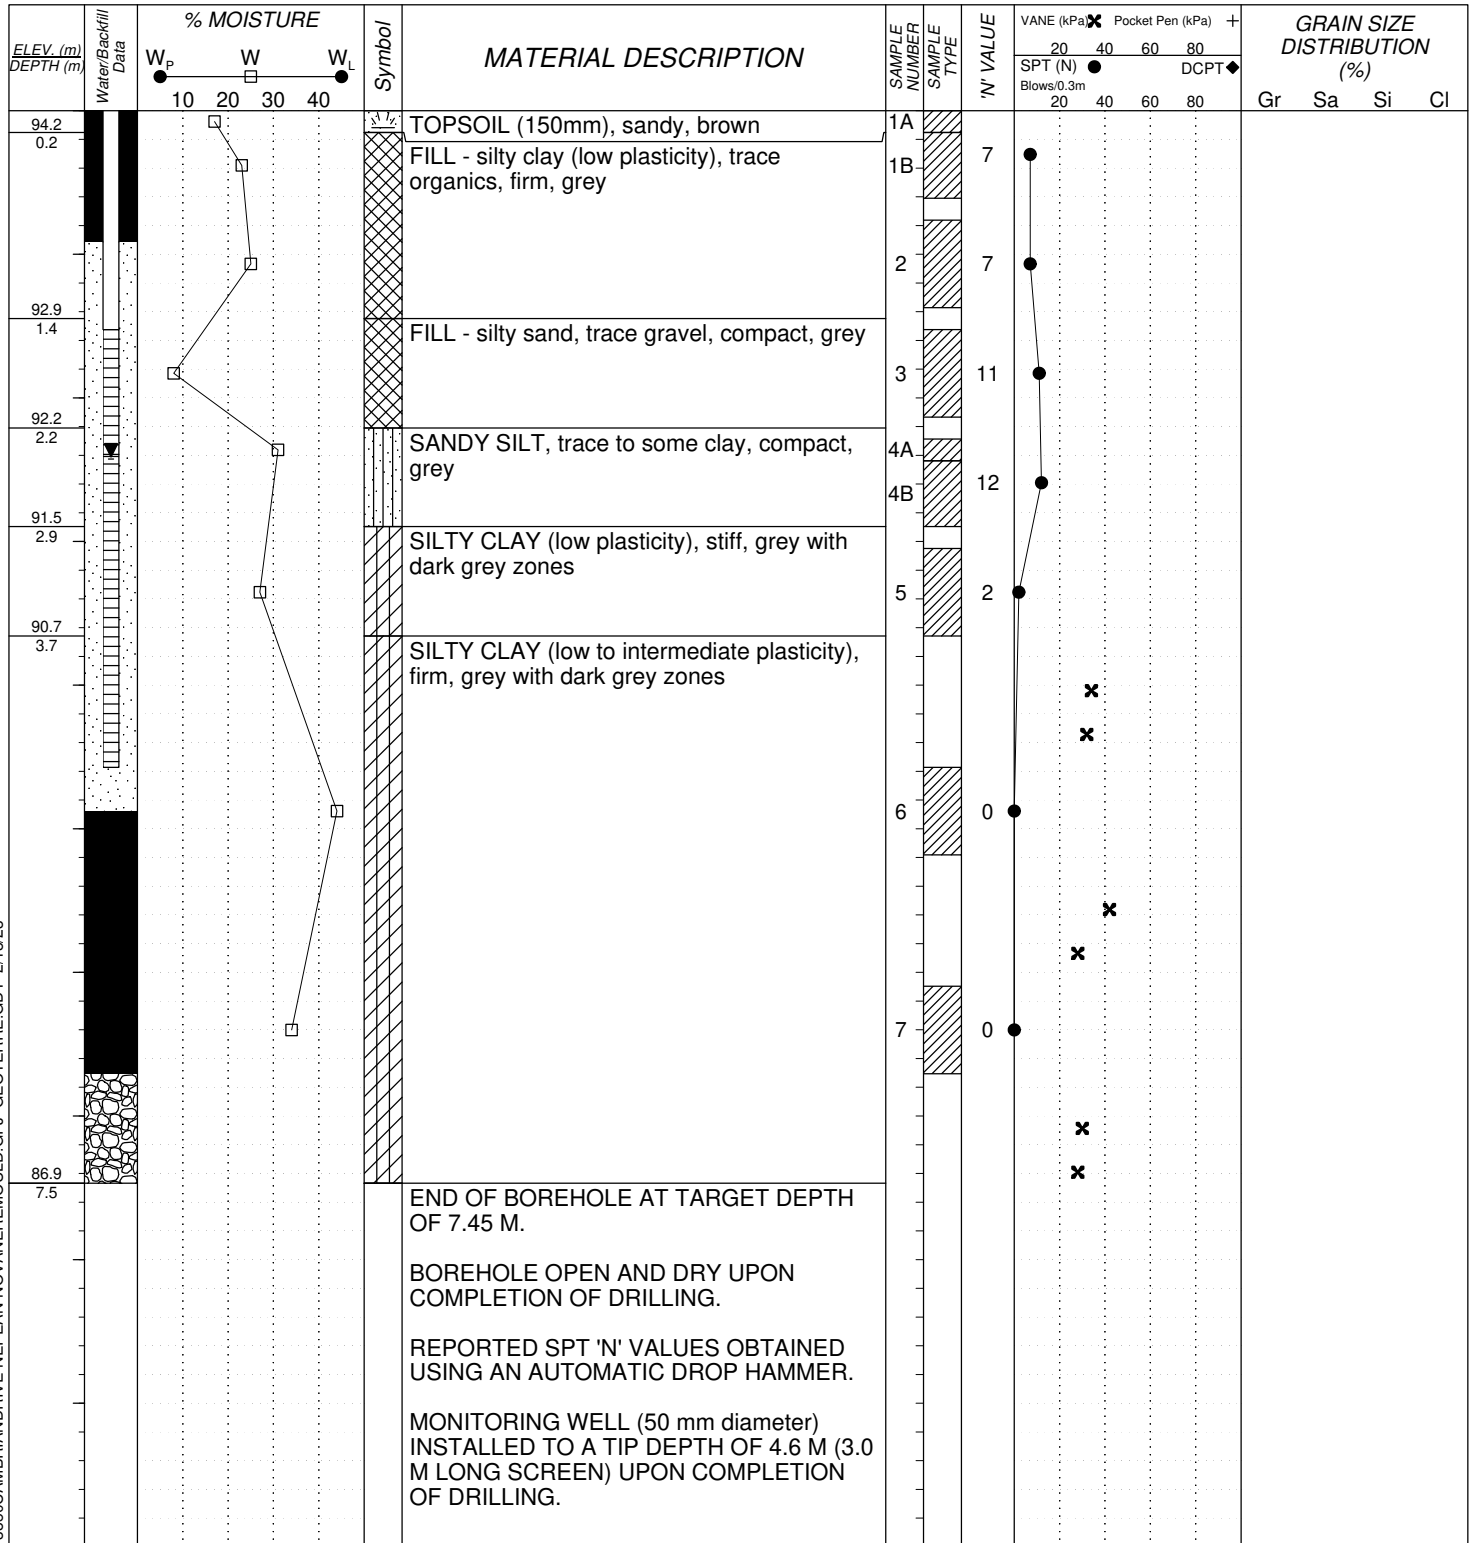 ELEV. (m)
DEPTH (m)
Water/Backfill
Data
% MOISTURE
WP W WL
10 20 30 40
Symbol
MATERIAL DESCRIPTION
SAMPLE
NUMBER
SAMPLE
TYPE
'N' VALUE
VANE (kPa) Pocket Pen (kPa) +
20 40 60 80
SPT (N) DCPT
Blows/0.3m
20 40 60 80
GRAIN SIZE
DISTRIBUTION
(%)
Gr Sa Si Cl
94.2
0.2
TOPSOIL (150mm), sandy, brown
1A
FILL - silty clay (low plasticity), trace
organics, firm, grey
1B 7
2 7
92.9
1.4
FILL - silty sand, trace gravel, compact, grey
3 11
92.2
2.2
SANDY SILT, trace to some clay, compact,
grey
4A
4B 12
91.5
2.9
SILTY CLAY (low plasticity), stiff, grey with
dark grey zones
5 2
90.7
3.7
SILTY CLAY (low to intermediate plasticity),
firm, grey with dark grey zones
6 0
7 0
86.9
7.5
END OF BOREHOLE AT TARGET DEPTH
OF 7.45 M.
BOREHOLE OPEN AND DRY UPON
COMPLETION OF DRILLING.
REPORTED SPT 'N' VALUES OBTAINED
USING AN AUTOMATIC DROP HAMMER.
MONITORING WELL (50 mm diameter)
INSTALLED TO A TIP DEPTH OF 4.6 M (3.0
M LONG SCREEN) UPON COMPLETION
OF DRILLING.